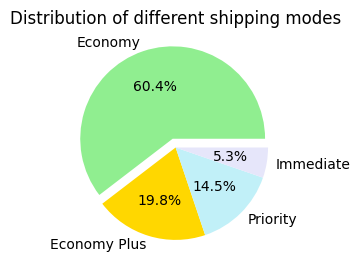 Distribution of different shipping modes
Economy
60.4%
5.3%
Immediate
14.5%
19.8%
Priority
Economy Plus